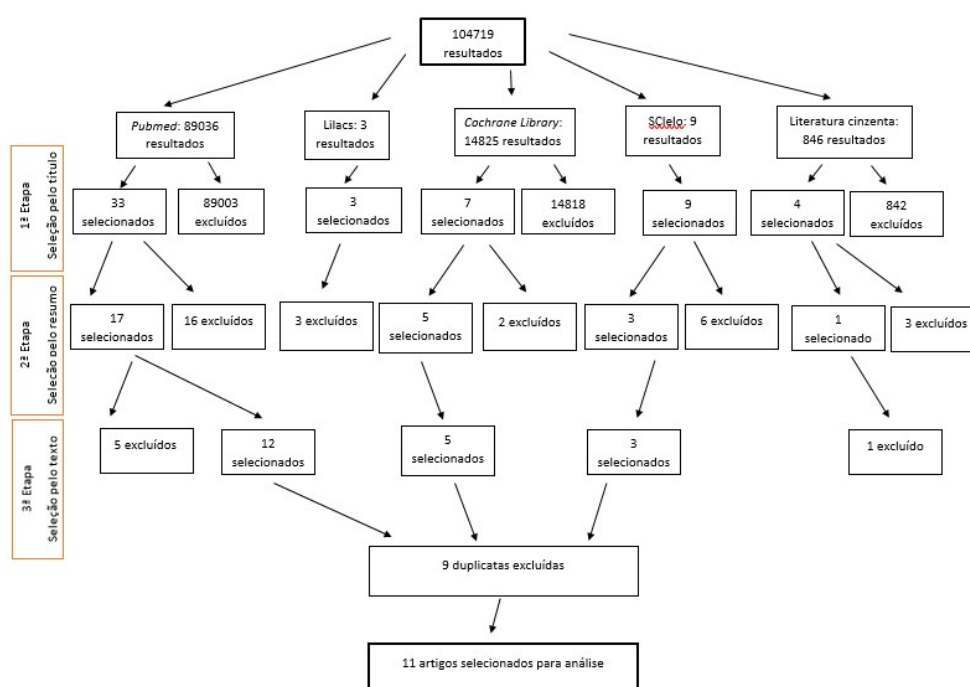 104719
resultados
Pubmed: 89036
resultados
Lilacs: 3
resultados
Cochrane Library:
14825 resultados
SCIelo: 9
resultados
Literatura cinzenta:
846 resultados
1ª Etapa
Seleção pelo título
33
selecionados
89003
excluídos
3
selecionados
7
selecionados
14818
excluídos
9
selecionados
4
selecionados
842
excluídos
2ª Etapa
Seleção pelo resumo
17
selecionados
16 excluídos
3 excluídos
5
selecionados
2 excluídos
3
selecionados
6 excluídos
1
selecionado
3 excluídos
3ª Etapa
Seleção pelo texto
5 excluídos
12
selecionados
5
selecionados
3
selecionados
1 excluído
9 duplicatas excluídas
11 artigos selecionados para análise